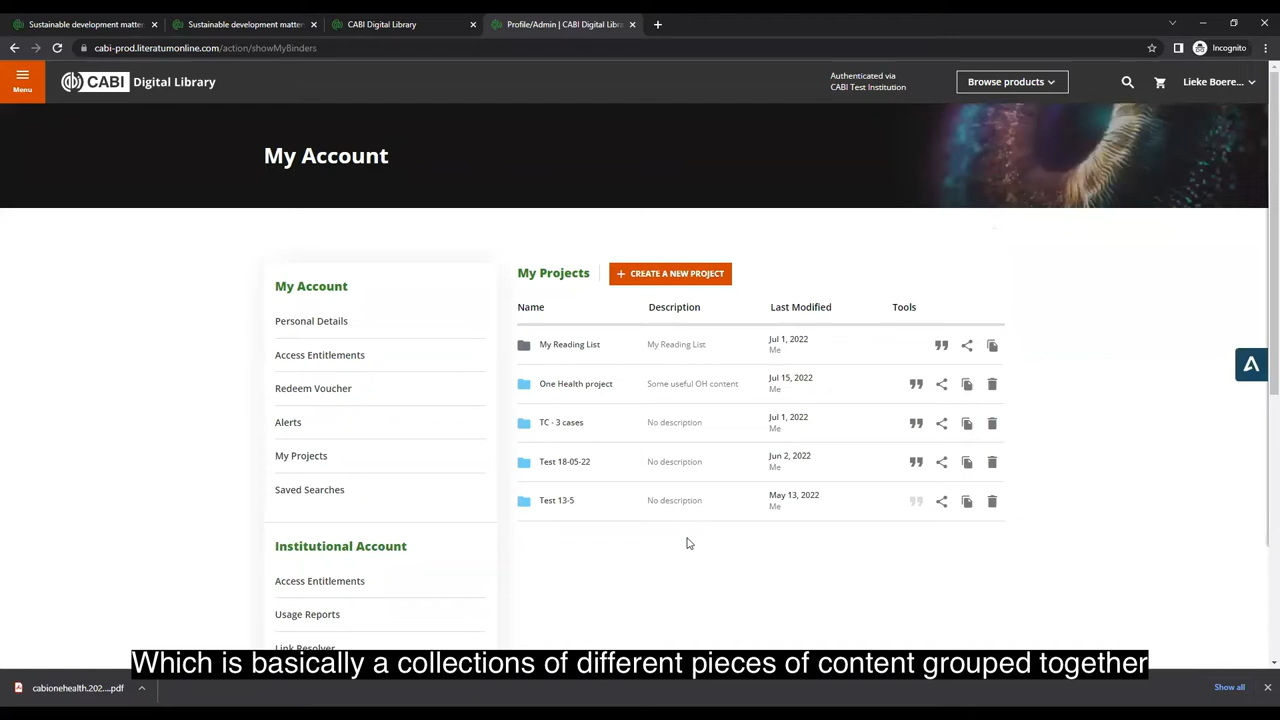 Sustainable development matter
Sustainable development matter
CABI Digital Library
Profile/Admin | CABI Digital Libr
cabi-prod.literatumonline.com/action/showMyBinders
Incognito
Menu
CABI Digital Library
Authenticated via
CABI Test Institution
Browse products
Lieke Boere...
My Account
My Account
Personal Details
Access Entitlements
Redeem Voucher
Alerts
My Projects
Saved Searches
Institutional Account
Access Entitlements
Usage Reports
Link Resolver
My Projects
+ CREATE A NEW PROJECT
Name Description Last Modified Tools
My Reading List My Reading List Jul 1, 2022
Me
One Health project Some useful OH content Jul 15, 2022
Me
TC - 3 cases No description Jul 1, 2022
Me
Test 18-05-22 No description Jun 2, 2022
Me
Test 13-5 No description May 13, 2022
Me
Which is basically a collections of different pieces of content grouped together
cabionehealth.202....pdf
Show all